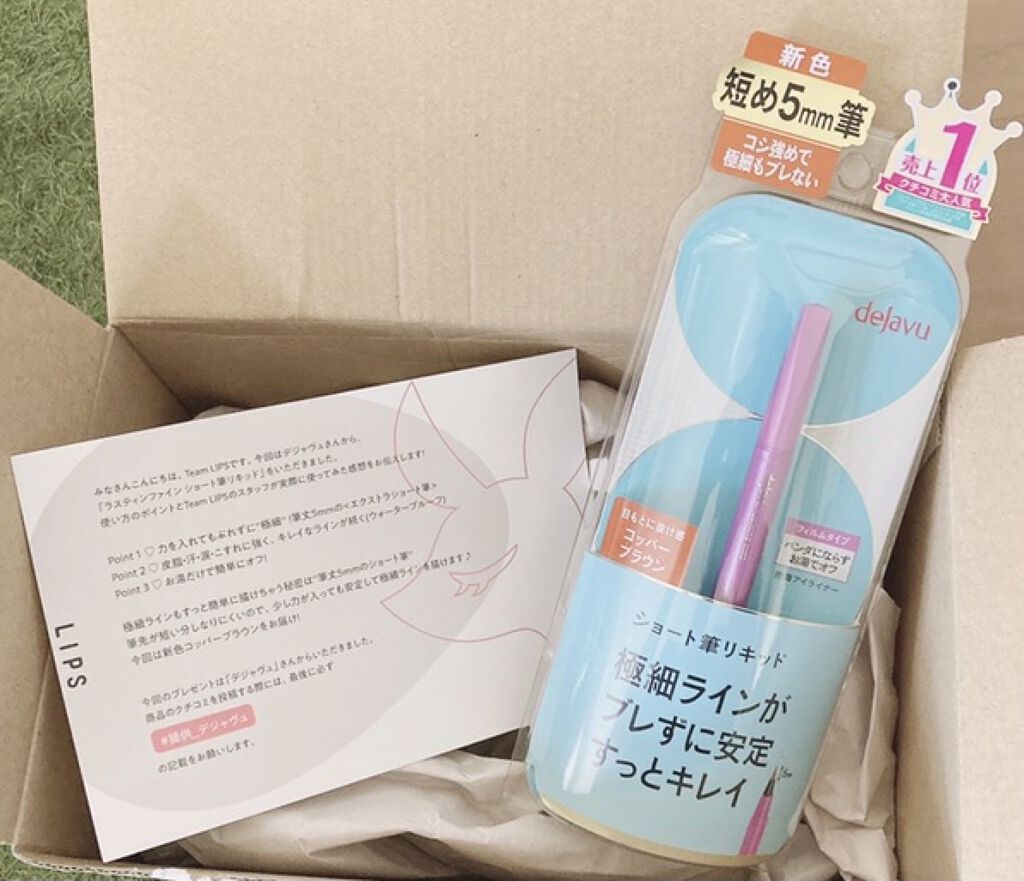 みなさんこんにちは、Team LIPSです。今回はデジャヴュさんから、
「ラスティンファイン ショート筆リキッド」をいただきました。
使い方のポイントとTeam LIPSのスタッフが実際に使ってみた感想をお伝えします!
Point 1 ♡ 力を入れてもぶれずに"極細"!筆丈5mmの<エクストラショート筆>
Point 2 ♡ 皮脂・汗・涙・こすれに強く、キレイなラインが続く(ウォータープルーフ)
Point 3 ♡ お湯だけで簡単にオフ!
極細ラインもすっと簡単に描けちゃう秘密は"筆丈5mmのショート筆"
筆先が短い分しなりにくいので、少し力が入っても安定して極細ラインを描けます♪
今回は新色コッパーブラウンをお届け!
今回のプレゼントは「デジャヴュ」さんからいただきました。
商品のクチコミを投稿する際には、最後に必ず
#提供_デジャヴュ
の記載をお願いします。
LIPS
新色
短め5mm筆
コシ強めで
極細もブレない
売上1位
クチコミ大人気
dejavu
目もとに抜け感
コッパー
ブラウン
フィルムタイプ
パンダにならず
お湯でオフ
アイライナー
ショート筆リキッド
極細ラインが
ブレずに安定
すっとキレイ